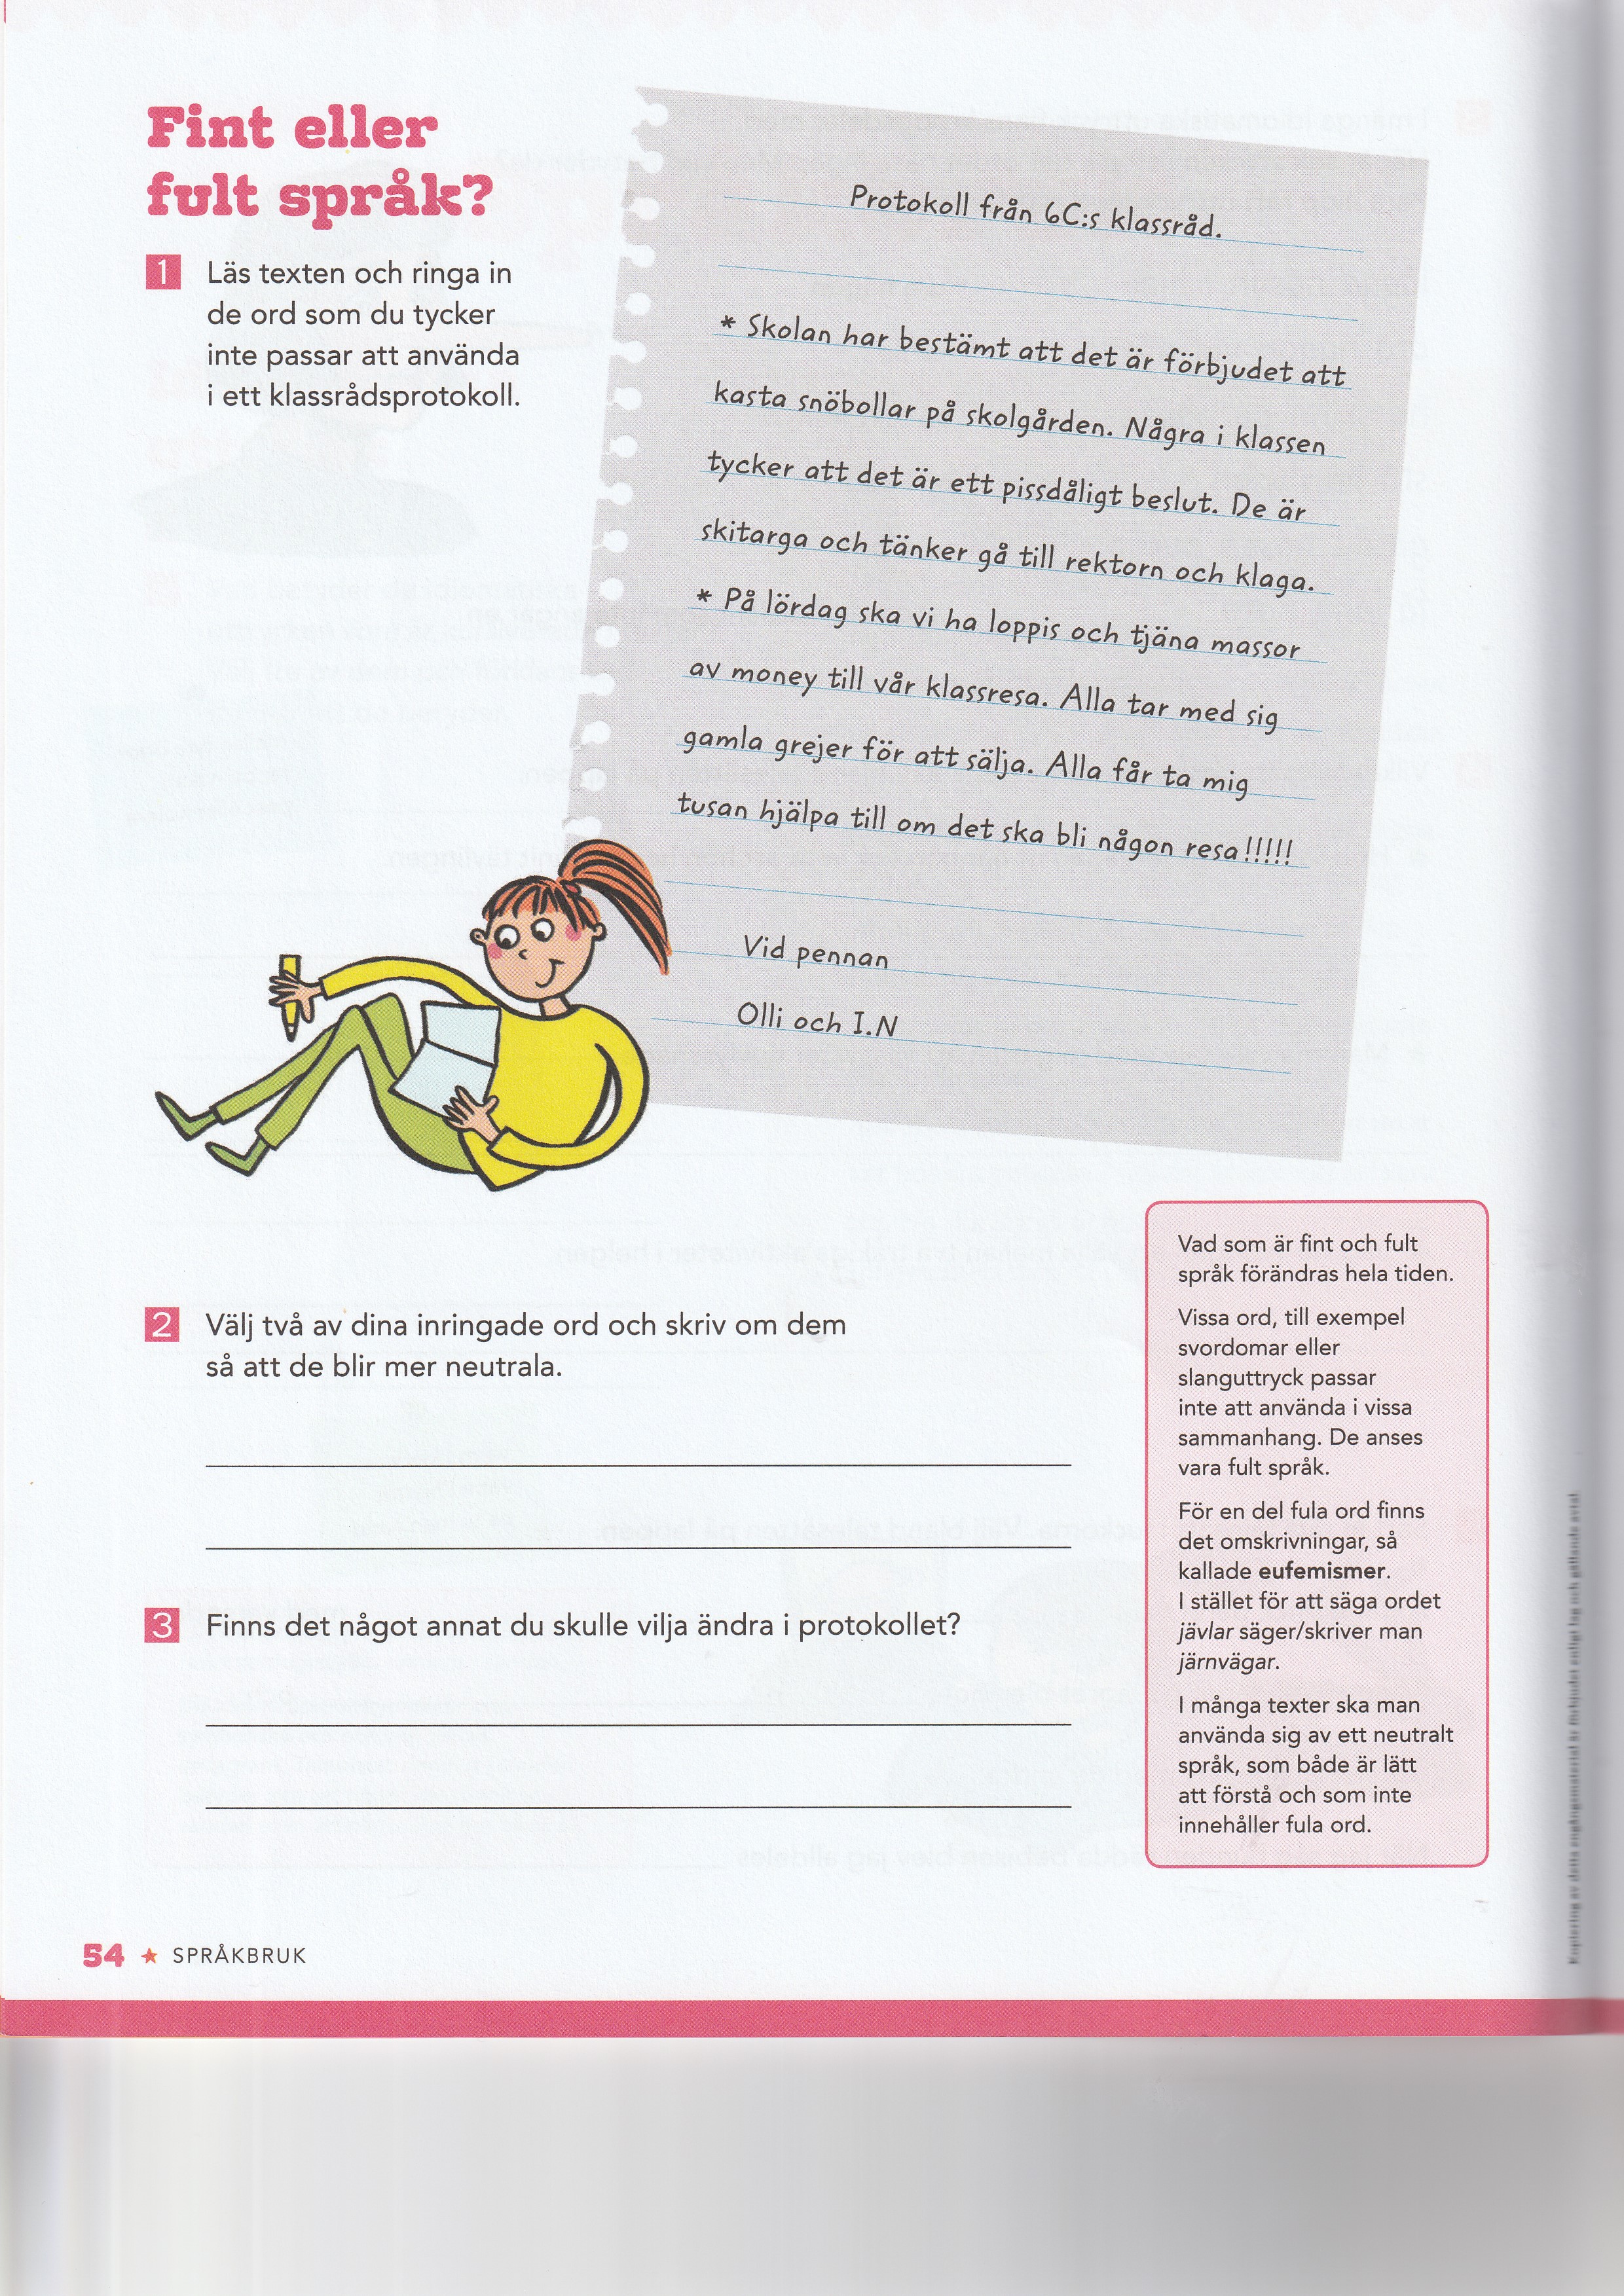 Fint eller
fult språk?
1 Läs texten och ringa in
de ord som du tycker
inte passar att använda
i ett klassrådsprotokoll.
Protokoll från 6C:s klassråd.
* Skolan har bestämt att det är förbjudet att
kasta snöbollar på skolgården. Några i klassen
tycker att det är ett pissdåligt beslut. De är
skitarga och tänker gå till rektorn och klaga.
* På lördag ska vi ha loppis och tjäna massor
av money till vår klassresa. Alla tar med sig
gamla grejer för att sälja. Alla får ta mig
tusan hjälpa till om det ska bli någon resa!!!!!
Vid pennan
Olli och I.N
2 Välj två av dina inringade ord och skriv om dem
så att de blir mer neutrala.
3 Finns det något annat du skulle vilja ändra i protokollet?
Vad som är fint och fult
språk förändras hela tiden.
Vissa ord, till exempel
svordomar eller
slanguttryck passar
inte att använda i vissa
sammanhang. De anses
vara fult språk.
För en del fula ord finns
det omskrivningar, så
kallade eufemismer.
I stället för att säga ordet
jävlar säger/skriver man
järnvägar.
I många texter ska man
använda sig av ett neutralt
språk, som både är lätt
att förstå och som inte
innehåller fula ord.
Kopiering av detta engångsmaterial är förbjudet enligt lag och gällande avtal
54 ★ SPRÅKBRUK